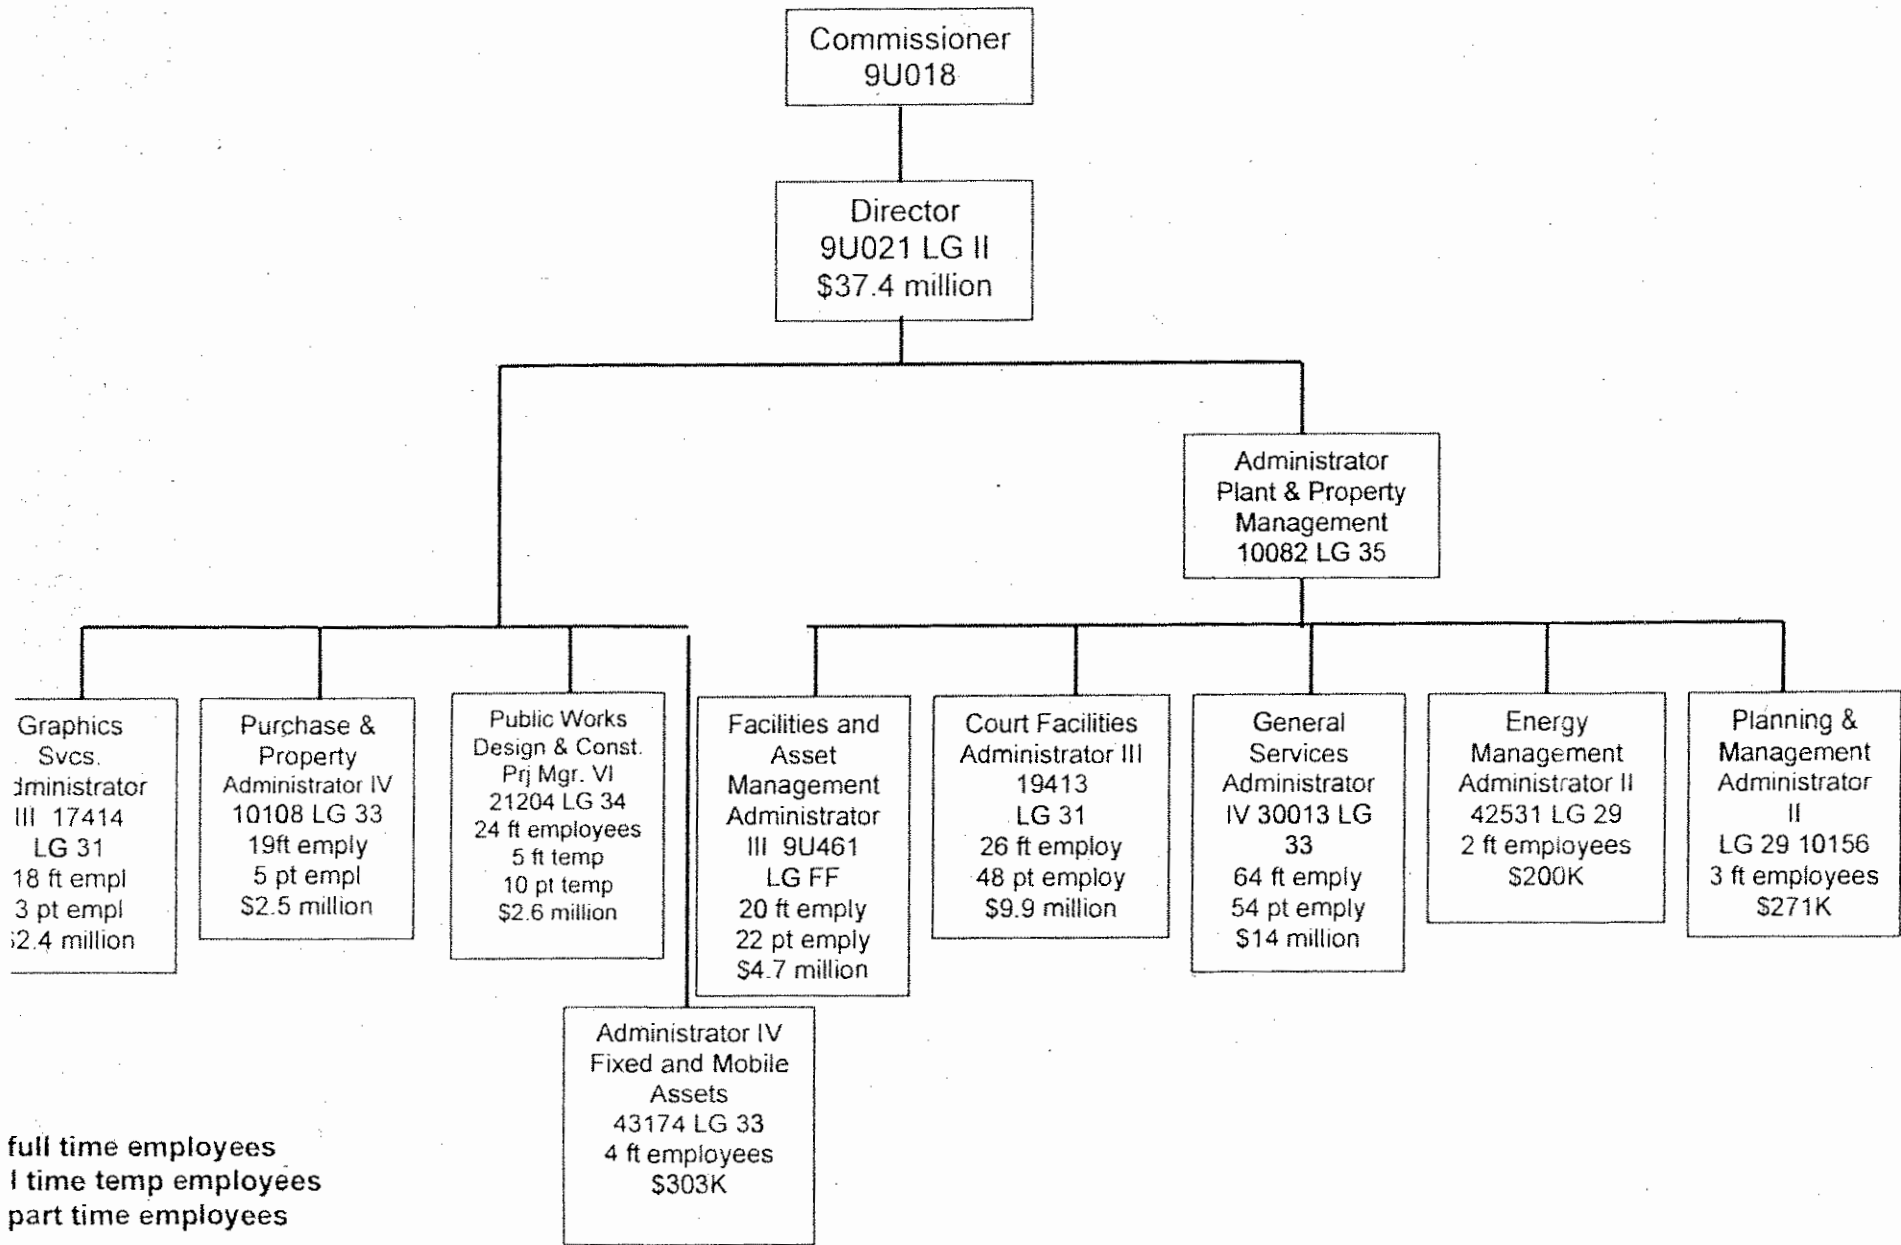 Commissioner
9U018
Director
9U021 LG II
$37.4 million
Administrator
Plant & Property
Management
10082 LG 35
Graphics
Svcs.
dministrator
III 17414
LG 31
18 ft empl
3 pt empl
2.4 million
Purchase &
Property
Administrator IV
10108 LG 33
19ft emply
5 pt empl
$2.5 million
Public Works
Design & Const.
Prj Mgr. VI
21204 LG 34
24 ft employees
5 ft temp
10 pt temp
$2.6 million
Facilities and
Asset
Management
Administrator
III 9U461
LG FF
20 ft emply
22 pt emply
$4.7 million
Court Facilities
Administrator III
19413
LG 31
26 ft employ
48 pt employ
$9.9 million
General
Services
Administrator
IV 30013 LG
33
64 ft emply
54 pt emply
$14 million
Energy
Management
Administrator II
42531 LG 29
2 ft employees
$200K
Planning &
Management
Administrator
II
LG 29 10156
3 ft employees
$271K
Administrator IV
Fixed and Mobile
Assets
43174 LG 33
4 ft employees
$303K
full time employees
l time temp employees
part time employees